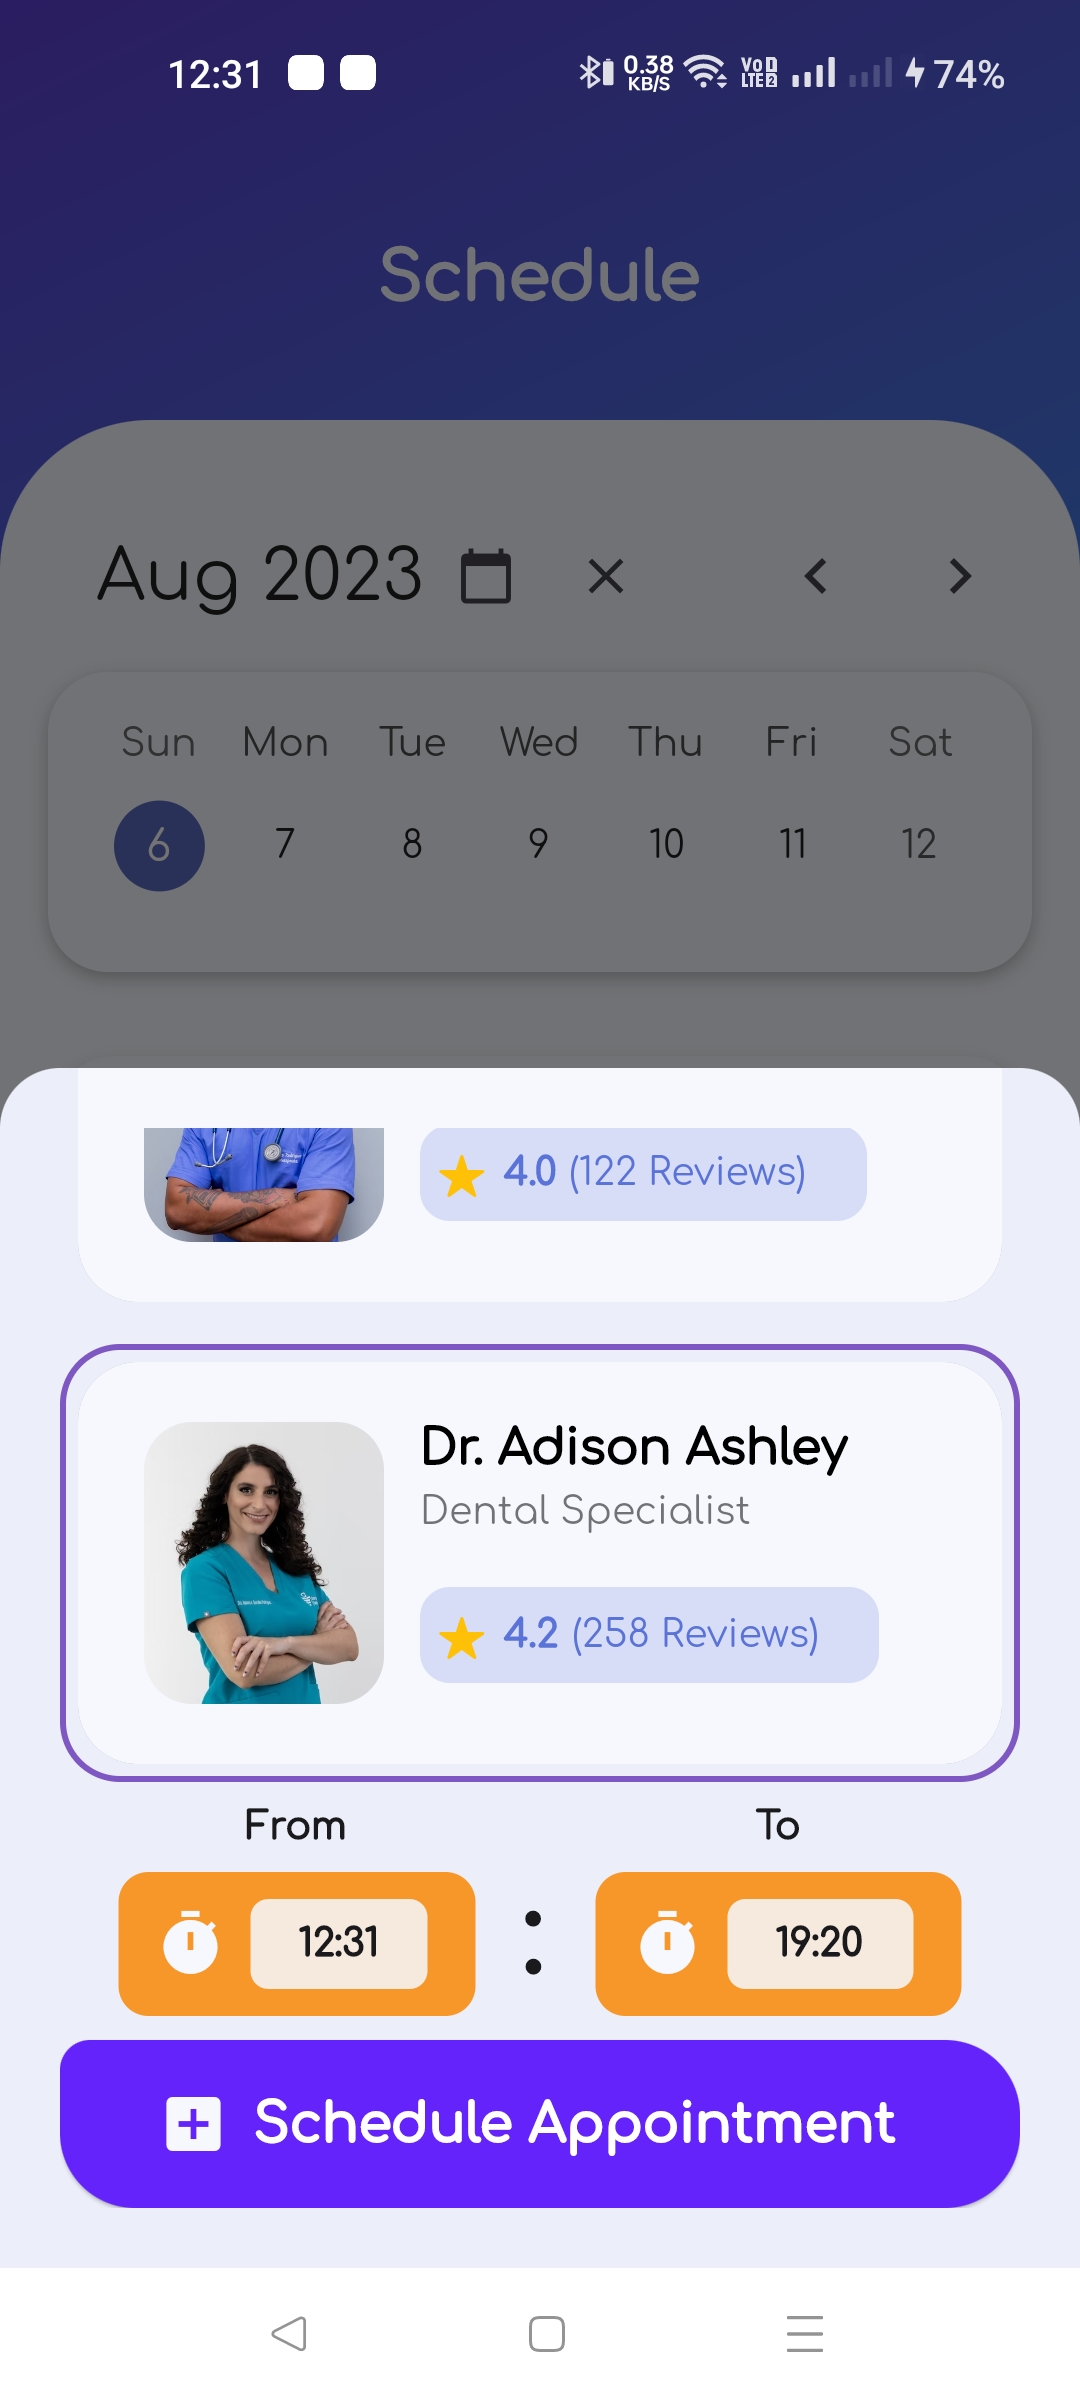 12:31 0.38 KB/S Vo1 LTE2 74%
Schedule
Aug 2023
Sun Mon Tue Wed Thu Fri Sat
6 7 8 9 10 11 12
4.0 (122 Reviews)
Dr. Adison Ashley
Dental Specialist
4.2 (258 Reviews)
From To
12:31 : 19:20
Schedule Appointment